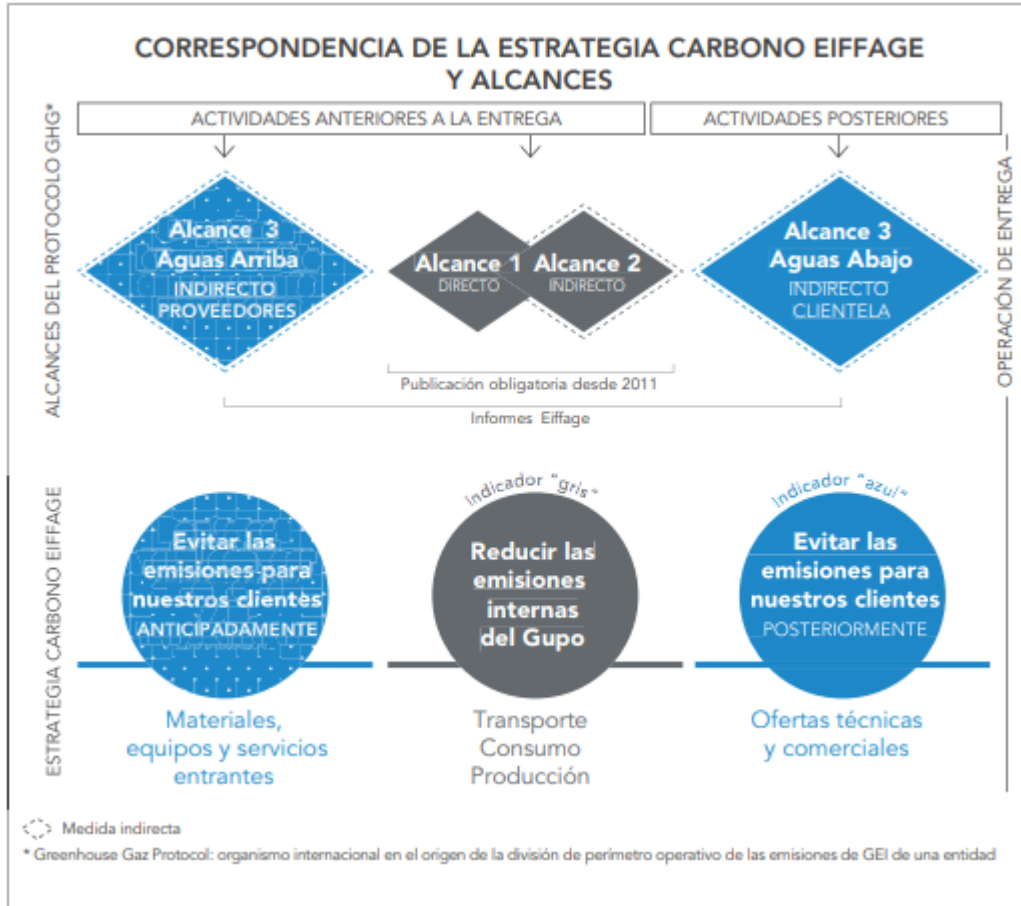 CORRESPONDENCIA DE LA ESTRATEGIA CARBONO EIFFAGE
Y ALCANCES
ALCANCES DEL PROTOCOLO GHG*
ACTIVIDADES ANTERIORES A LA ENTREGA
ACTIVIDADES POSTERIORES
Alcance 3
Aguas Arriba
INDIRECTO
PROVEEDORES
Alcance 1
DIRECTO
Alcance 2
INDIRECTO
Alcance 3
Aguas Abajo
INDIRECTO
CLIENTELA
OPERACIÓN DE ENTREGA
Publicación obligatoria desde 2011
Informes Eiffage
ESTRATEGIA CARBONO EIFFAGE
Evitar las
emisiones para
nuestros clientes
ANTICIPADAMENTE
Materiales,
equipos y servicios
entrantes
Indicador "gris"
Reducir las
emisiones
internas
del Gupo
Transporte
Consumo
Producción
Indicador "azul"
Evitar las
emisiones para
nuestros clientes
POSTERIORMENTE
Ofertas técnicas
y comerciales
Medida indirecta
* Greenhouse Gaz Protocol: organismo internacional en el origen de la división de perímetro operativo de las emisiones de GEI de una entidad